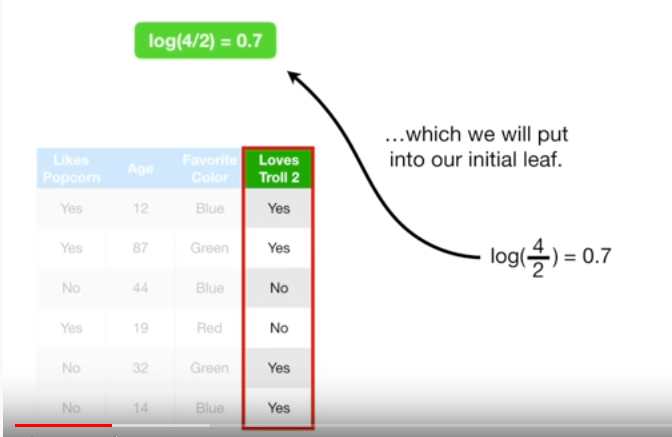 log(4/2) = 0.7
...which we will put
into our initial leaf.
log(4/2) = 0.7
Likes Popcorn Age Favorite Color Loves Troll 2
Yes 12 Blue Yes
Yes 87 Green Yes
No 44 Blue No
Yes 19 Red No
No 32 Green Yes
No 14 Blue Yes